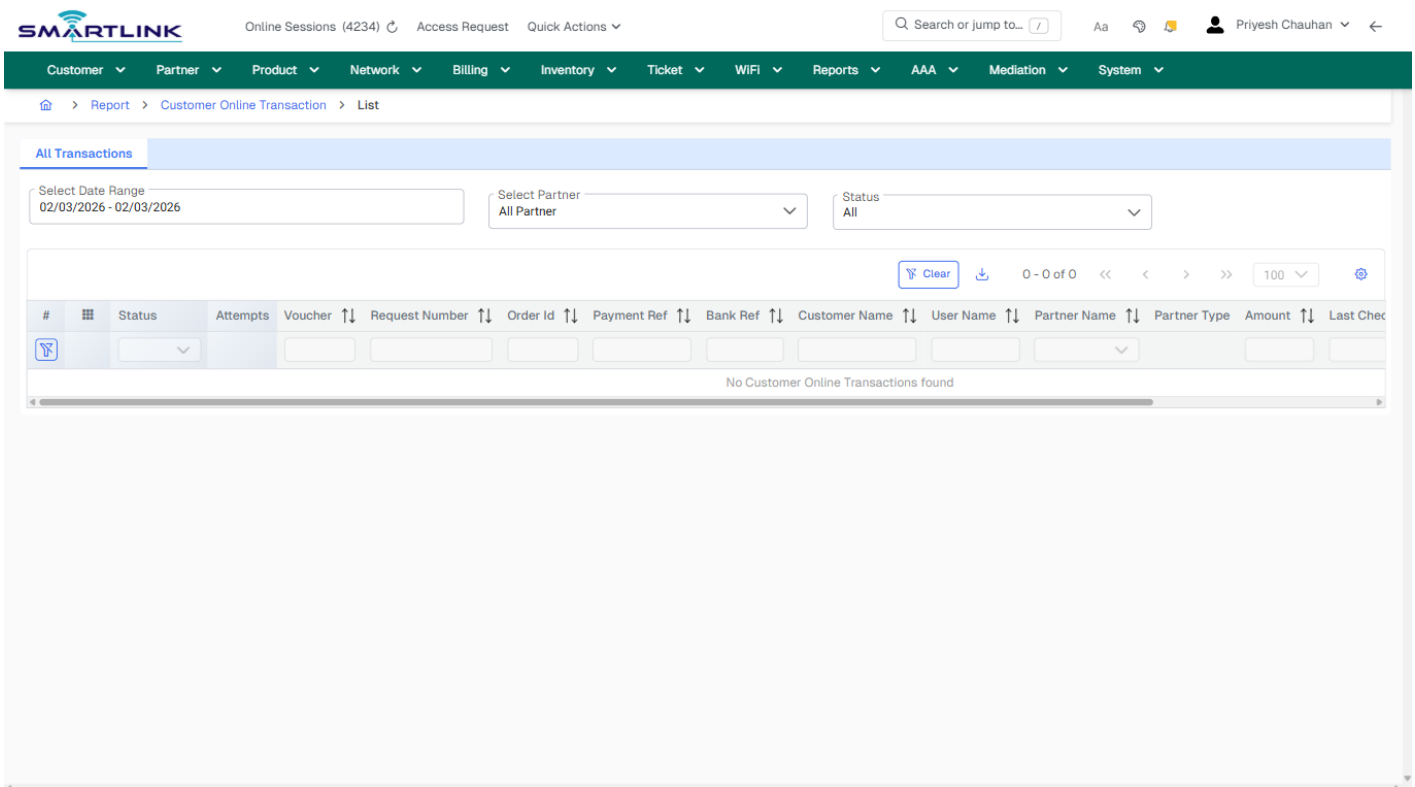 SMARTLINK
Online Sessions (4234) Access Request Quick Actions
Search or jump to... /
Aa
Priyesh Chauhan
Customer Partner Product Network Billing Inventory Ticket WiFi Reports AAA Mediation System
> Report > Customer Online Transaction > List
All Transactions
Select Date Range
02/03/2026 - 02/03/2026
Select Partner
All Partner
Status
All
Clear
0 - 0 of 0
<< < > >>
100
# Status Attempts Voucher Request Number Order Id Payment Ref Bank Ref Customer Name User Name Partner Name Partner Type Amount Last Chec
No Customer Online Transactions found